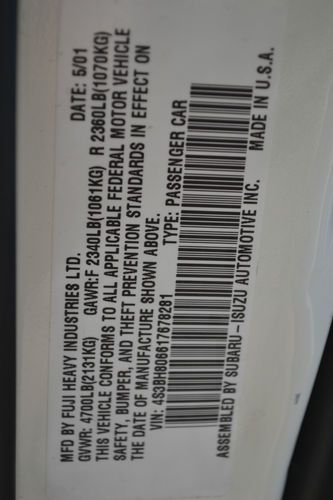 MFD BY FUJI HEAVY INDUSTRIES LTD. DATE: 5/01
GVWR: 4700LB(2131KG) GAWR:F 2340LB(1061KG) R 2360LB(1070KG)
THIS VEHICLE CONFORMS TO ALL APPLICABLE FEDERAL MOTOR VEHICLE
SAFETY, BUMPER, AND THEFT PREVENTION STANDARDS IN EFFECT ON
THE DATE OF MANUFACTURE SHOWN ABOVE.
VIN: 4S3BH806617678281 TYPE: PASSENGER CAR
ASSEMBLED BY SUBARU-ISUZU AUTOMOTIVE INC. MADE IN U.S.A.